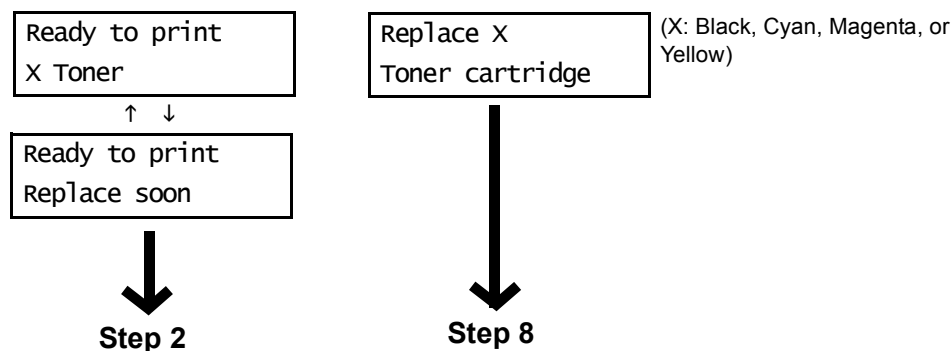 Ready to print
X Toner
↑ ↓
Ready to print
Replace soon
Step 2
Replace X
Toner cartridge
(X: Black, Cyan, Magenta, or
Yellow)
Step 8